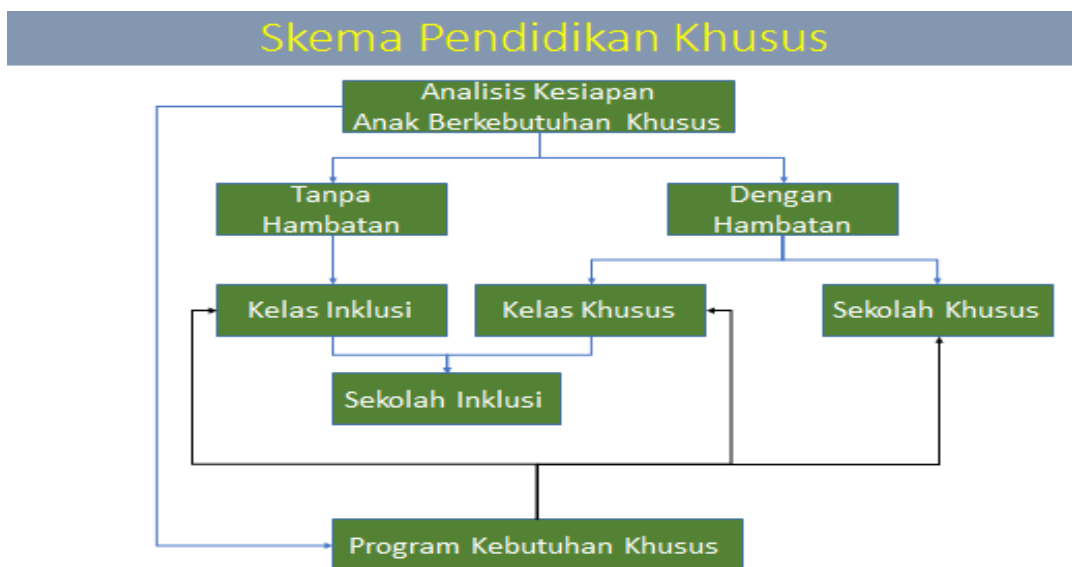 Skema Pendidikan Khusus
Analisis Kesiapan
Anak Berkebutuhan Khusus
Tanpa
Hambatan
Dengan
Hambatan
Kelas Inklusi
Kelas Khusus
Sekolah Khusus
Sekolah Inklusi
Program Kebutuhan Khusus